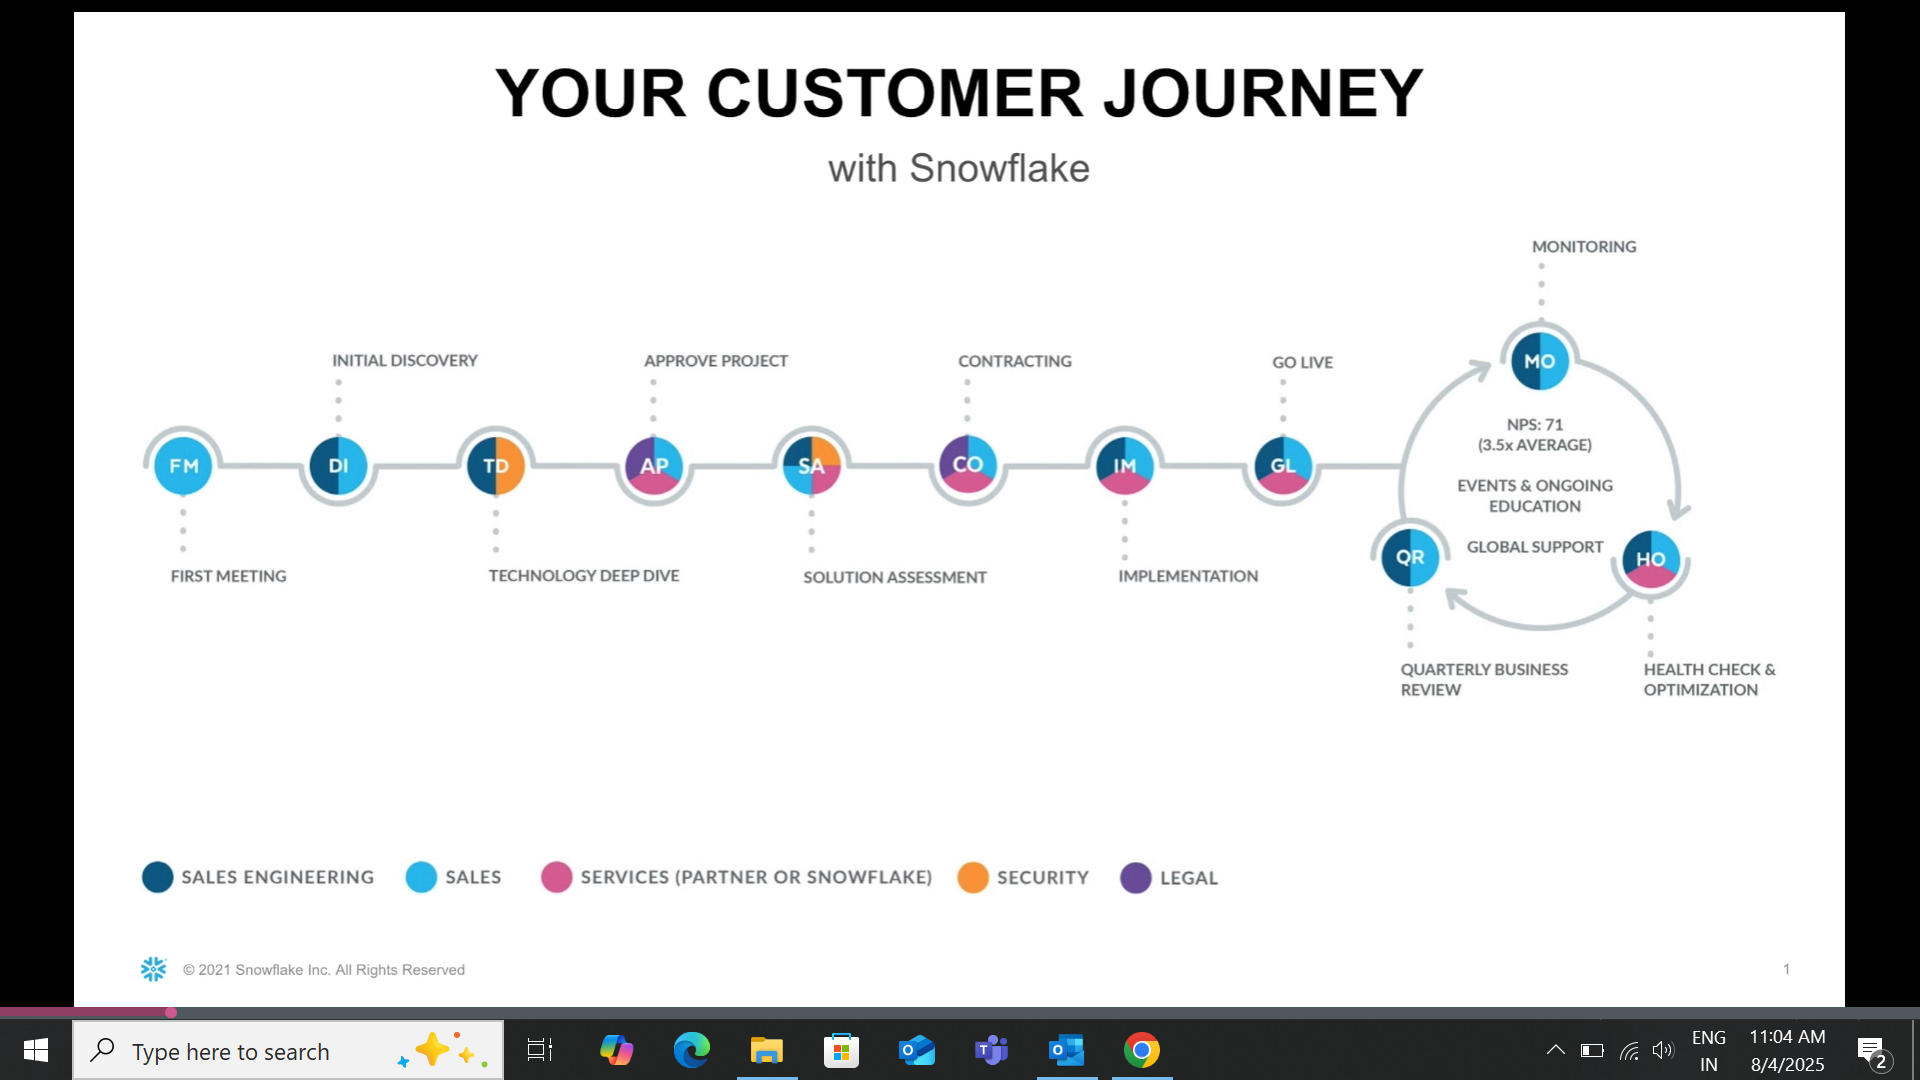 YOUR CUSTOMER JOURNEY
with Snowflake
MONITORING
INITIAL DISCOVERY
APPROVE PROJECT
CONTRACTING
GO LIVE
MO
NPS: 71
(3.5x AVERAGE)
FM
DI
TD
AP
SA
CO
IM
GL
EVENTS & ONGOING
EDUCATION
GLOBAL SUPPORT
QR
HO
FIRST MEETING
TECHNOLOGY DEEP DIVE
SOLUTION ASSESSMENT
IMPLEMENTATION
QUARTERLY BUSINESS
REVIEW
HEALTH CHECK &
OPTIMIZATION
SALES ENGINEERING
SALES
SERVICES (PARTNER OR SNOWFLAKE)
SECURITY
LEGAL
© 2021 Snowflake Inc. All Rights Reserved
1
Type here to search
ENG
IN
11:04 AM
8/4/2025
2